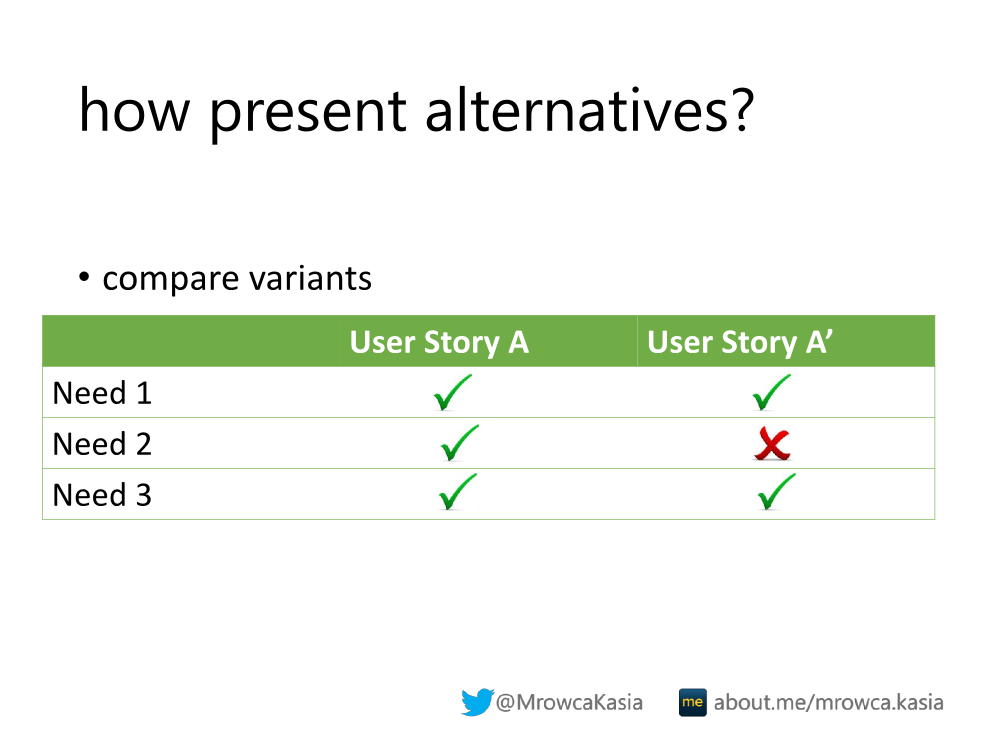 how present alternatives?
• compare variants
User Story A User Story A’
Need 1
Need 2
Need 3
@MrowcaKasia me about.me/mrowca.kasia